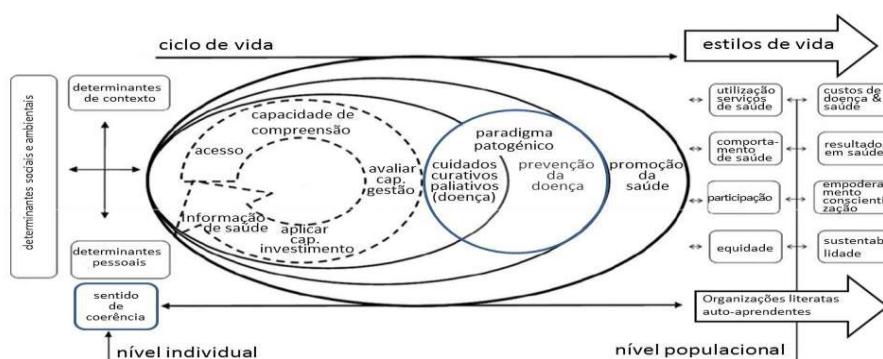 ciclo de vida
estilos de vida
determinantes sociais e ambientais
determinantes
de contexto
determinantes
pessoais
sentido
de
coerência
nível individual
capacidade de
compreensão
acesso
avaliar
cap.
gestão
Informação
de saúde
aplicar
cap.
investimento
paradigma
patogénico
cuidados
curativos
paliativos
(doença)
prevenção
da
doença
promoção
da
saúde
utilização
serviços
de saúde
custos de
doença &
saúde
comporta-
mento
de saúde
resultado
em saúde
participação
empodera
mento
conscienti
zação
equidade
sustentab
lidade
Organizações literatas
auto-aprendentes
nível populacional